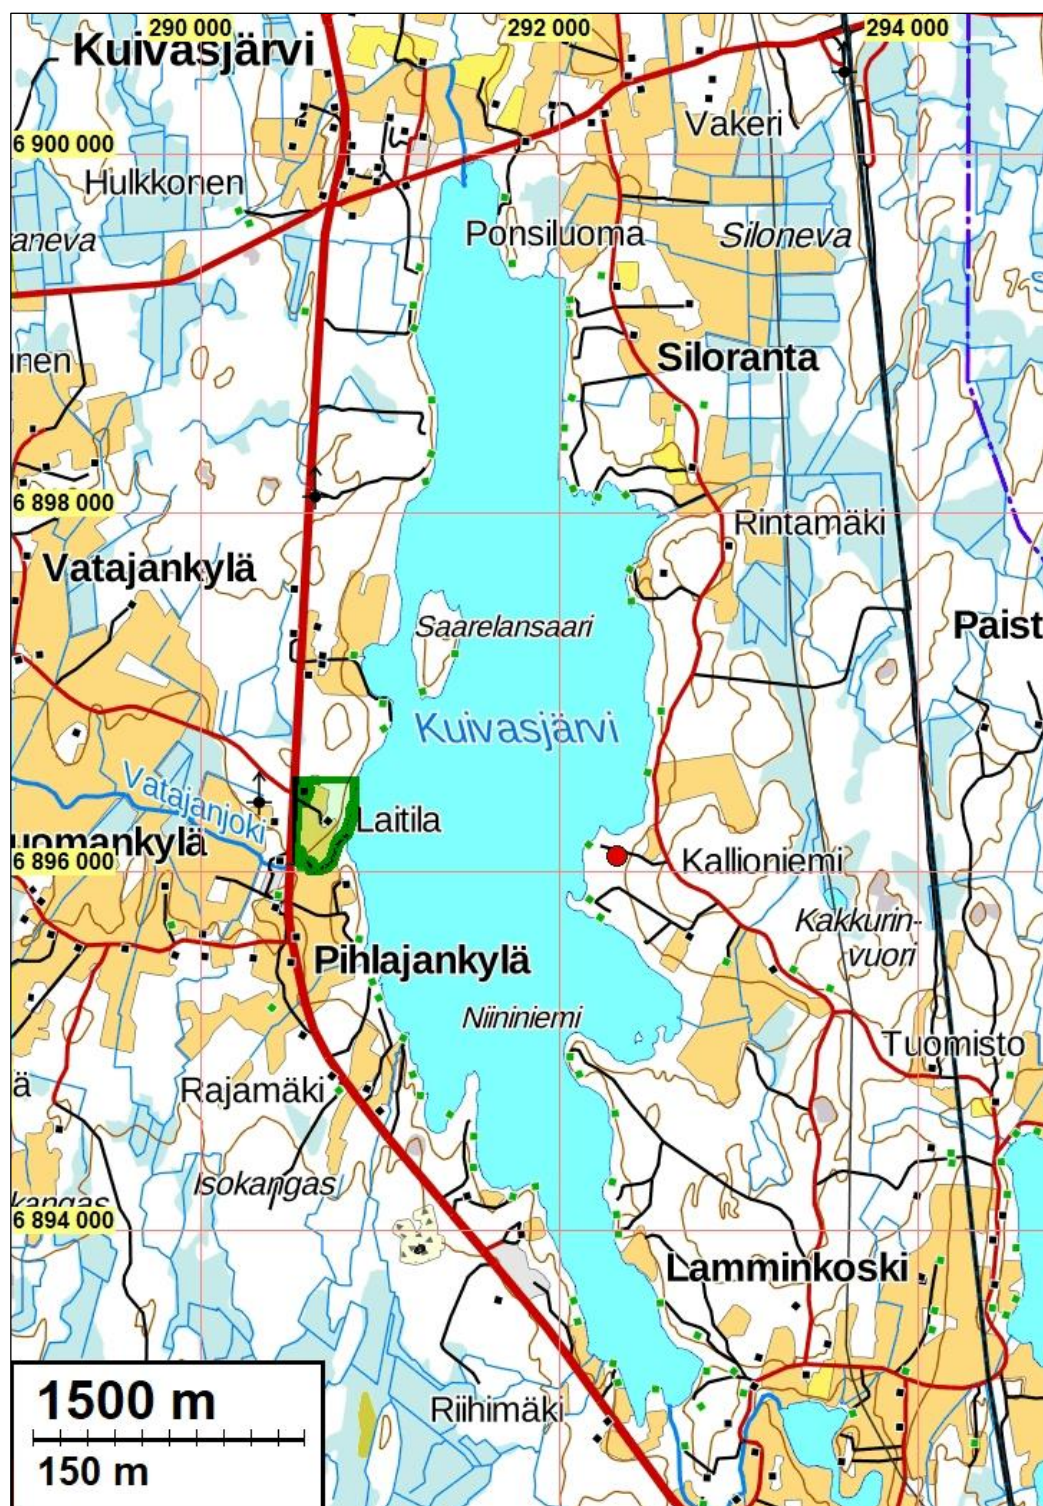 290 000
292 000
294 000
Kuivasjärvi
Vakeri
6 900 000
Hulkkonen
aneva
Ponsiluoma
Siloneva
nen
Siloranta
6 898 000
Rintamäki
Vatajankylä
Saarelansaari
Paist
Kuivasjärvi
Vatajanjoki
Laitila
uomankylä
6 896 000
Kallioniemi
Kakkurin-
vuori
Pihlajankylä
Niininiemi
Tuomisto
ä
Rajamäki
Isokangas
kangas
6 894 000
Lamminkoski
1500 m
Riihimäki
150 m